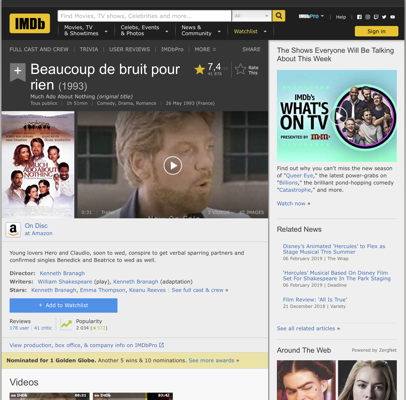 IMDb
Find Movies, TV shows, Celebrities and more...
All
Movies, TV
& Showtimes
Celebs, Events
& Photos
News &
Community
Watchlist
IMDbPro
Help
Sign in
FULL CAST AND CREW | TRIVIA | USER REVIEWS | IMDbPro | MORE
SHARE
Beaucoup de bruit pour
rien (1993)
7,4
Rate
This
Much Ado About Nothing (original title)
Tous publics | 1h 51min | Comedy, Drama, Romance | 26 May 1993 (France)
MUCH ADO
ABOUT
NOTHING
0:31
On Disc
at Amazon
Young lovers Hero and Claudio, soon to wed, conspire to get verbal sparring partners and
confirmed singles Benedick and Beatrice to wed as well.
Director: Kenneth Branagh
Writers: William Shakespeare (play), Kenneth Branagh (adaptation)
Stars: Kenneth Branagh, Emma Thompson, Keanu Reeves | See full cast & crew »
+ Add to Watchlist
Reviews
178 user | 41 critic
Popularity
View production, box office, & company info on IMDbPro
Nominated for 1 Golden Globe. Another 5 wins & 10 nominations. See more awards »
Videos
The Shows Everyone Will Be Talking
About This Week
IMDb's
WHAT'S
ON TV
PRESENTED BY
Find out why you can't miss the new season
of "Queer Eye," the latest power-grabs on
"Billions," the brilliant pond-hopping comedy
"Catastrophe," and more.
Watch now »
Related News
Disney's Animated 'Hercules' to Flex as
Stage Musical This Summer
06 February 2019 | The Wrap
'Hercules' Musical Based On Disney Film
Set For Shakespeare In The Park Staging
06 February 2019 | Deadline
Film Review: 'All Is True'
21 December 2018 | Variety
See all related articles »
Around The Web
Powered by ZergNet